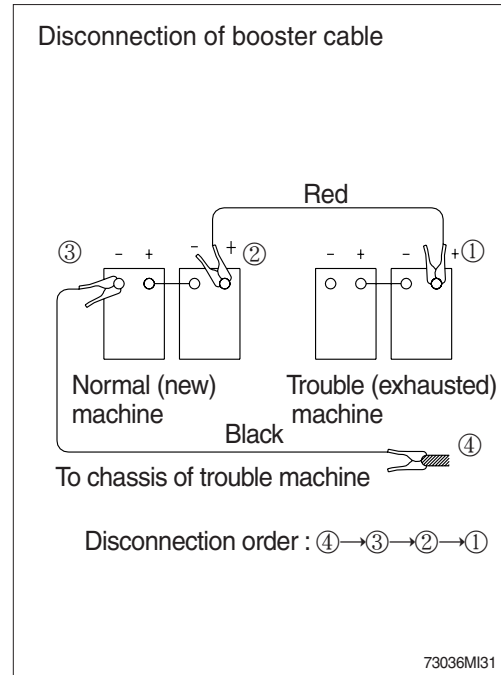 Disconnection of booster cable
Red
③ - + - + ② - + - + ①
Normal (new)
machine
Trouble (exhausted)
machine
Black
④
To chassis of trouble machine
Disconnection order : ④→③→②→①
73036MI31